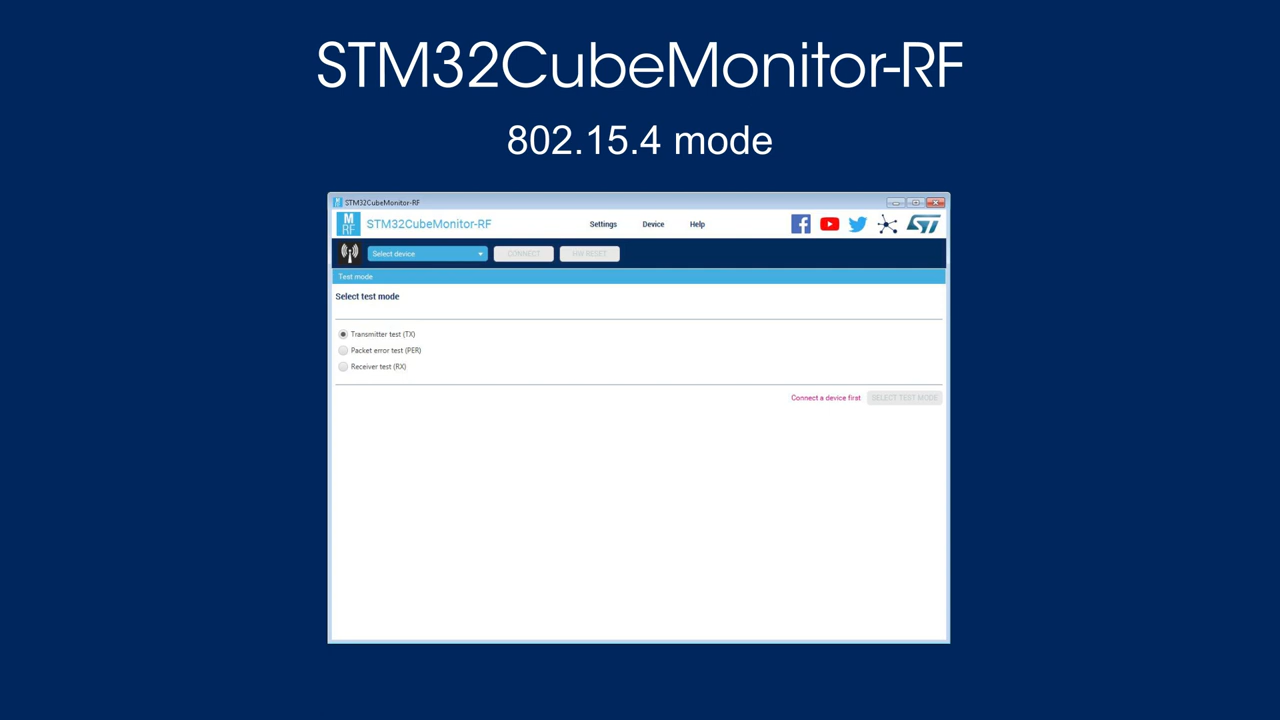 STM32CubeMonitor-RF
802.15.4 mode
STM32CubeMonitor-RF
M RF
STM32CubeMonitor-RF
Settings
Device
Help
ST
Select device
CONNECT
HW RESET
Test mode
Select test mode
Transmitter test (TX)
Packet error test (PER)
Receiver test (RX)
Connect a device first
SELECT TEST MODE